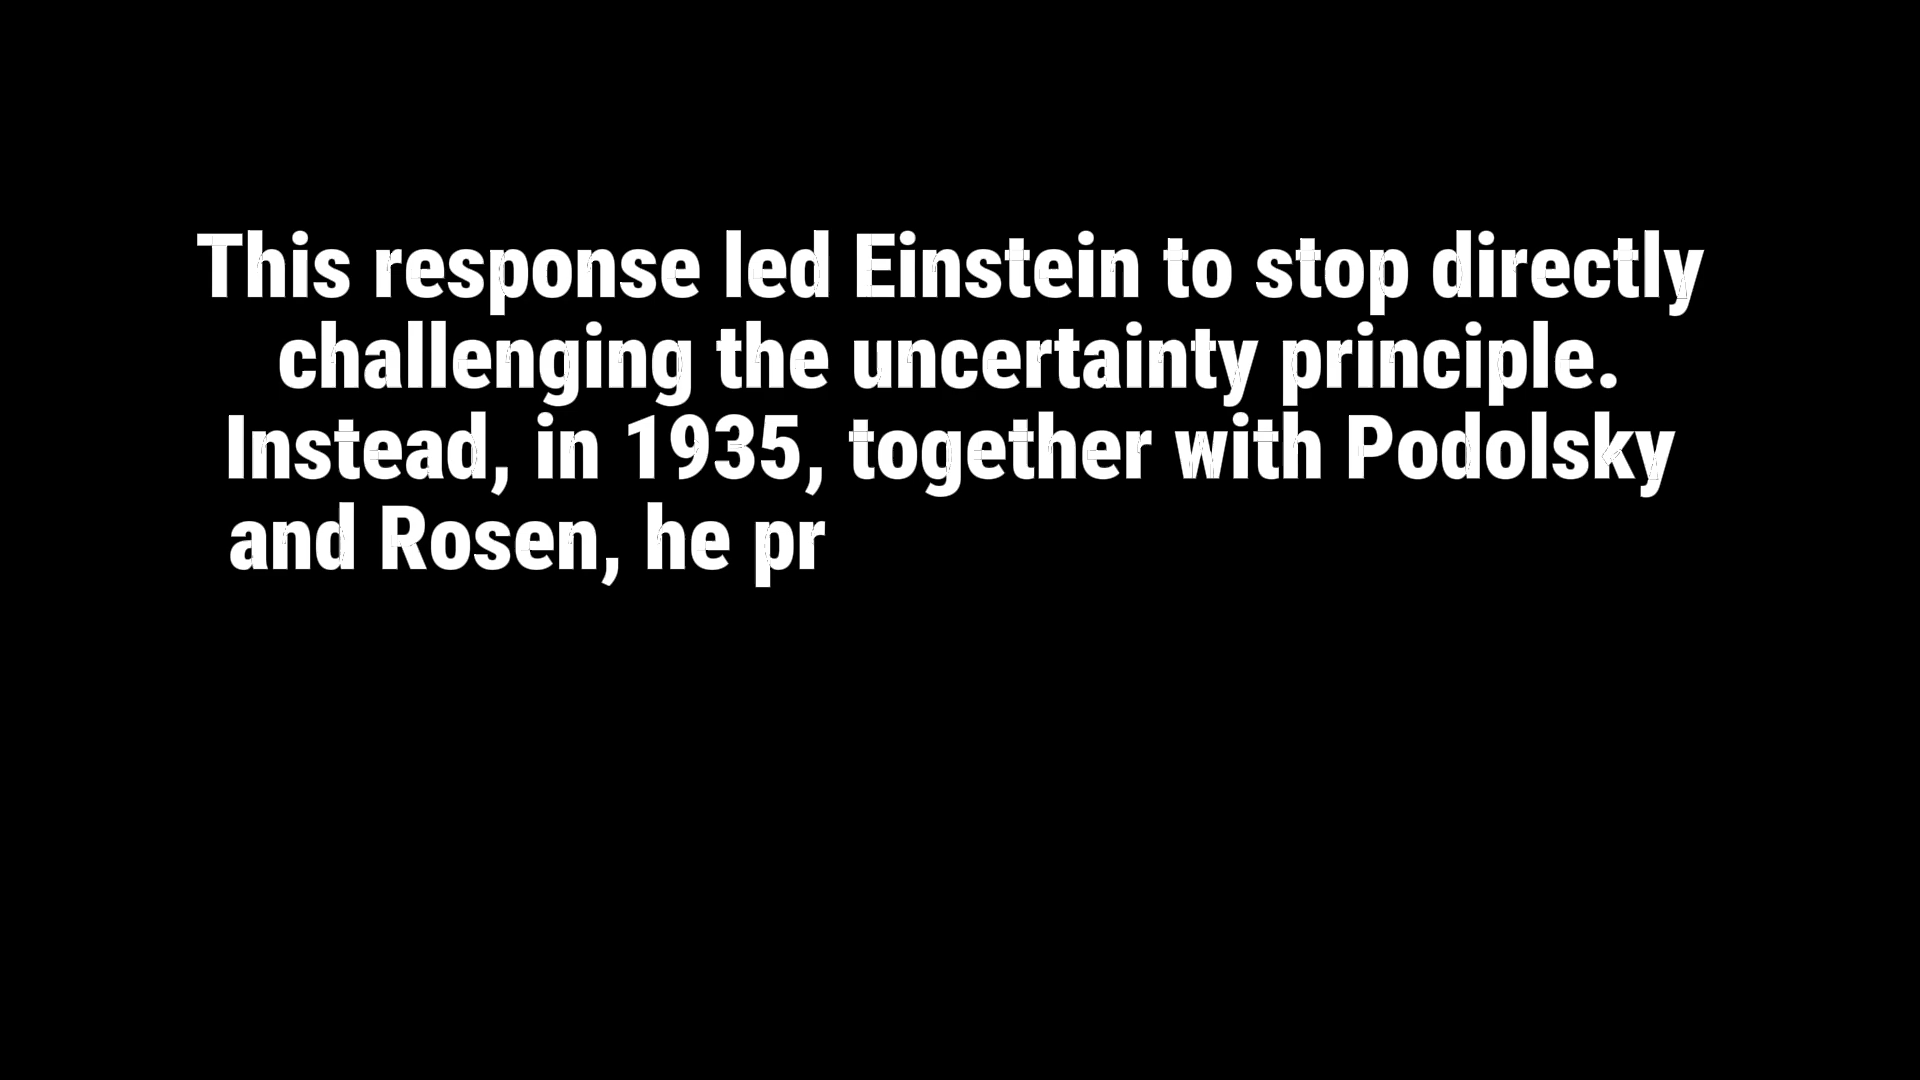 This response led Einstein to stop directly
challenging the uncertainty principle.
Instead, in 1935, together with Podolsky
and Rosen, he pr